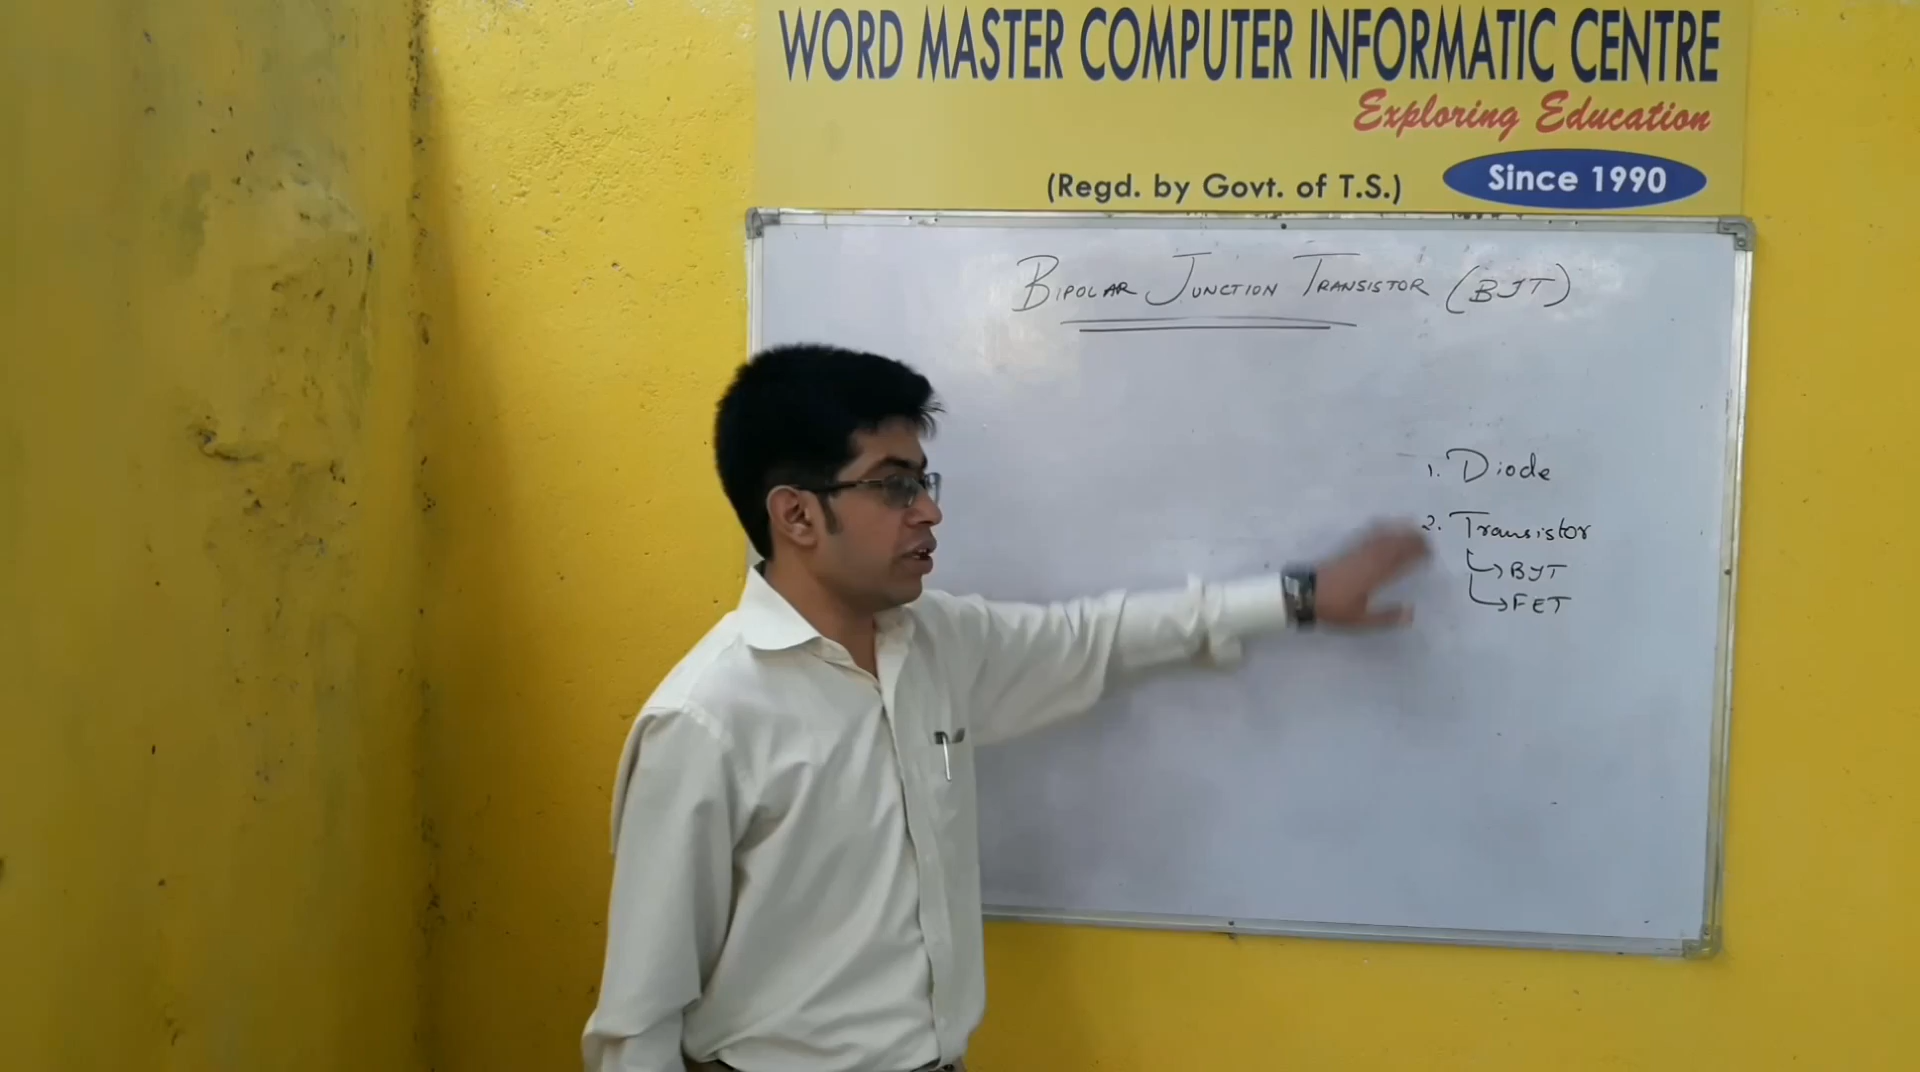 WORD MASTER COMPUTER INFORMATIC CENTRE
Exploring Education
(Regd. by Govt. of T.S.)
Since 1990
BIPOLAR JUNCTION TRANSISTOR (BJT)
1. Diode
2. Transistor
BJT
FET